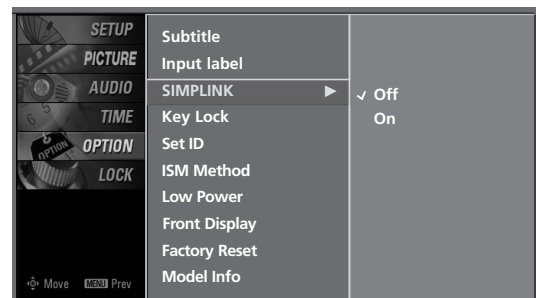 SETUP
PICTURE
AUDIO
TIME
OPTION
LOCK
Move MENU Prev
Subtitle
Input label
SIMPLINK
Key Lock
Set ID
ISM Method
Low Power
Front Display
Factory Reset
Model Info
Off
On